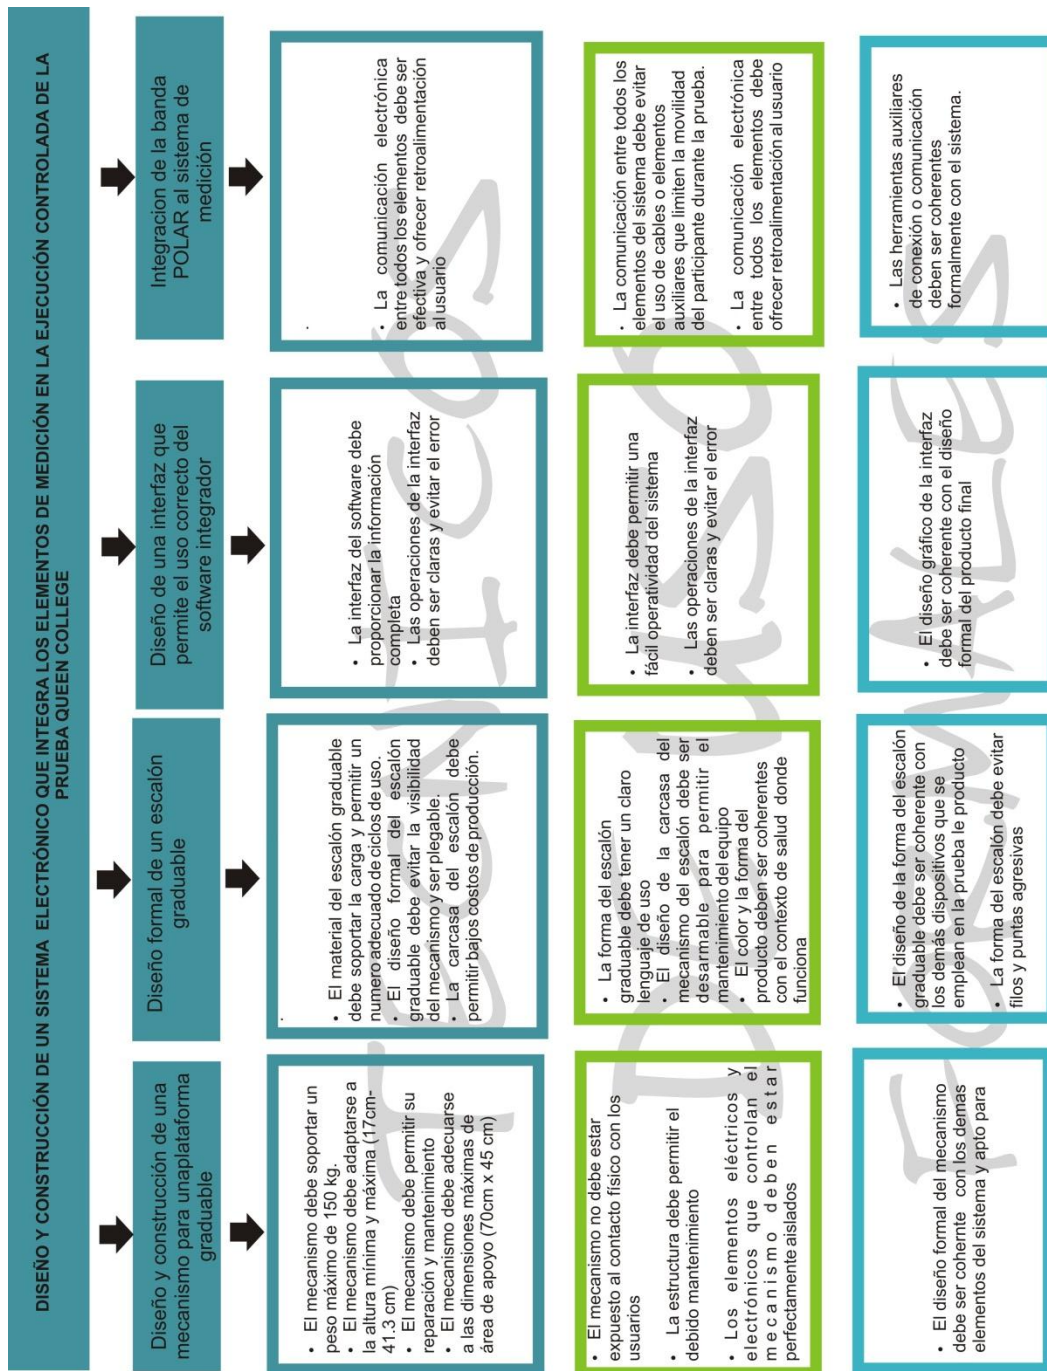 DISEÑO Y CONSTRUCCIÓN DE UN SISTEMA ELECTRÓNICO QUE INTEGRA LOS ELEMENTOS DE MEDICIÓN EN LA EJECUCIÓN CONTROLADA DE LA
PRUEBA QUEEN COLLEGE
Diseño y construcción de una
mecanismo para unaplataforma
graduable
Diseño formal de un escalón
graduable
Diseño de una interfaz que
permite el uso correcto del
software integrador
Integracion de la banda
POLAR al sistema de
medición
TECNICOS
• El mecanismo debe soportar un
peso máximo de 150 kg.
• El mecanismo debe adaptarse a
la altura mínima y máxima (17cm-
41.3 cm)
• El mecanismo debe permitir su
reparación y mantenimiento
• El mecanismo debe adecuarse
a las dimensiones máximas de
área de apoyo (70cm x 45 cm)
• El material del escalón graduable
debe soportar la carga y permitir un
numero adecuado de ciclos de uso.
• El diseño formal del escalón
graduable debe evitar la visibilidad
del mecanismo y ser plegable.
• La carcasa del escalón debe
permitir bajos costos de producción.
• La interfaz del software debe
proporcionar la información
completa
• Las operaciones de la interfaz
deben ser claras y evitar el error
• La comunicación electrónica
entre todos los elementos debe ser
efectiva y ofrecer retroalimentación
al usuario
DE USO
• El mecanismo no debe estar
expuesto al contacto físico con los
usuarios
• La estructura debe permitir el
debido mantenimiento
• Los elementos eléctricos y
electrónicos que controlan el
mecanismo deben estar
perfectamente aislados
• La forma del escalón
graduable debe tener un claro
lenguaje de uso
• El diseño de la carcasa del
mecanismo del escalón debe ser
desarmable para permitir el
mantenimiento del equipo
• El color y la forma del
producto deben ser coherentes
con el contexto de salud donde
funciona
• La interfaz debe permitir una
fácil operatividad del sistema
• Las operaciones de la interfaz
deben ser claras y evitar el error
• La comunicación entre todos los
elementos del sistema debe evitar
el uso de cables o elementos
auxiliares que limiten la movilidad
del participante durante la prueba.
• La comunicación electrónica
entre todos los elementos debe
ofrecer retroalimentación al usuario
FORMALES
• El diseño formal del mecanismo
debe ser cohernte con los demas
elementos del sistema y apto para
• El diseño de la forma del escalón
graduable debe ser coherente con
los demás dispositivos que se
emplean en la prueba le producto
• La forma del escalón debe evitar
filos y puntas agresivas
• El diseño gráfico de la interfaz
debe ser coherente con el diseño
formal del producto final
• Las herramientas auxiliares
de conexión o comunicación
deben ser coherentes
formalmente con el sistema.